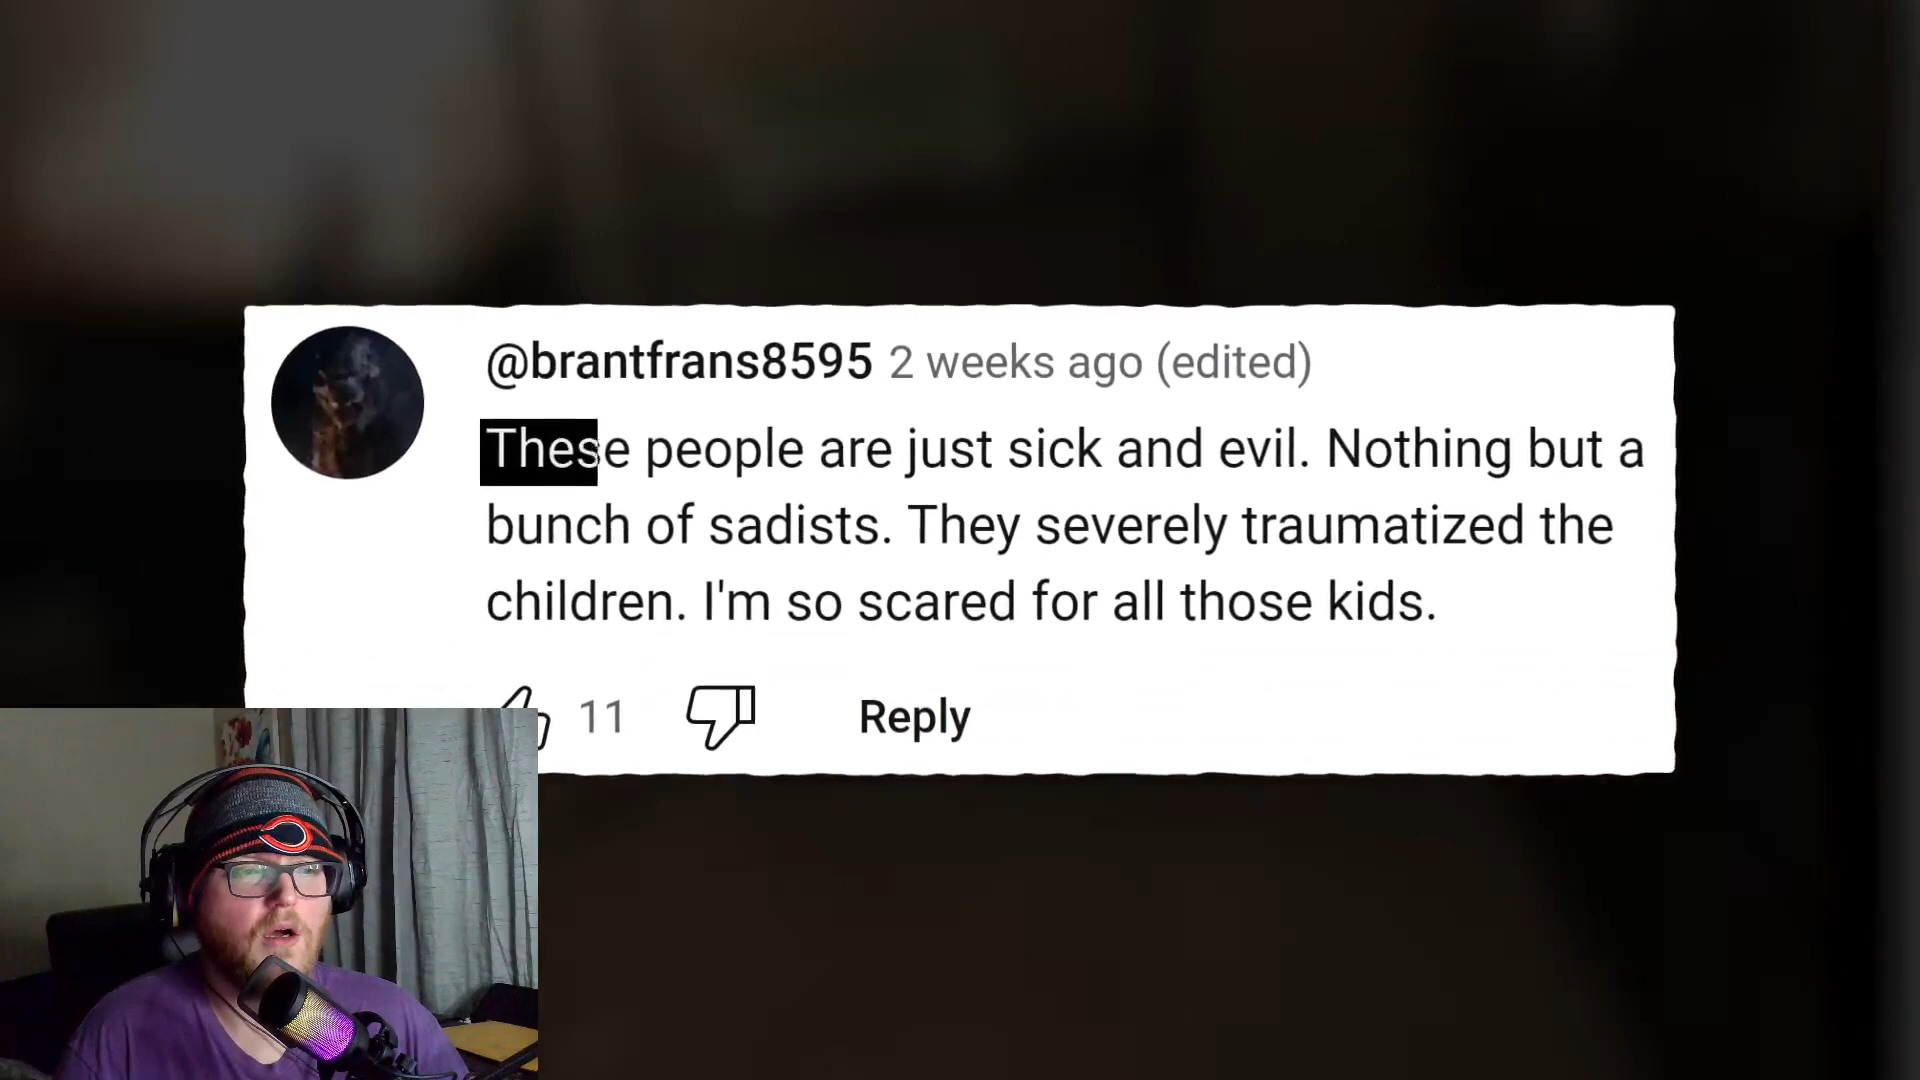 @brantfrans8595 2 weeks ago (edited)
These people are just sick and evil. Nothing but a
bunch of sadists. They severely traumatized the
children. I'm so scared for all those kids.
11 Reply